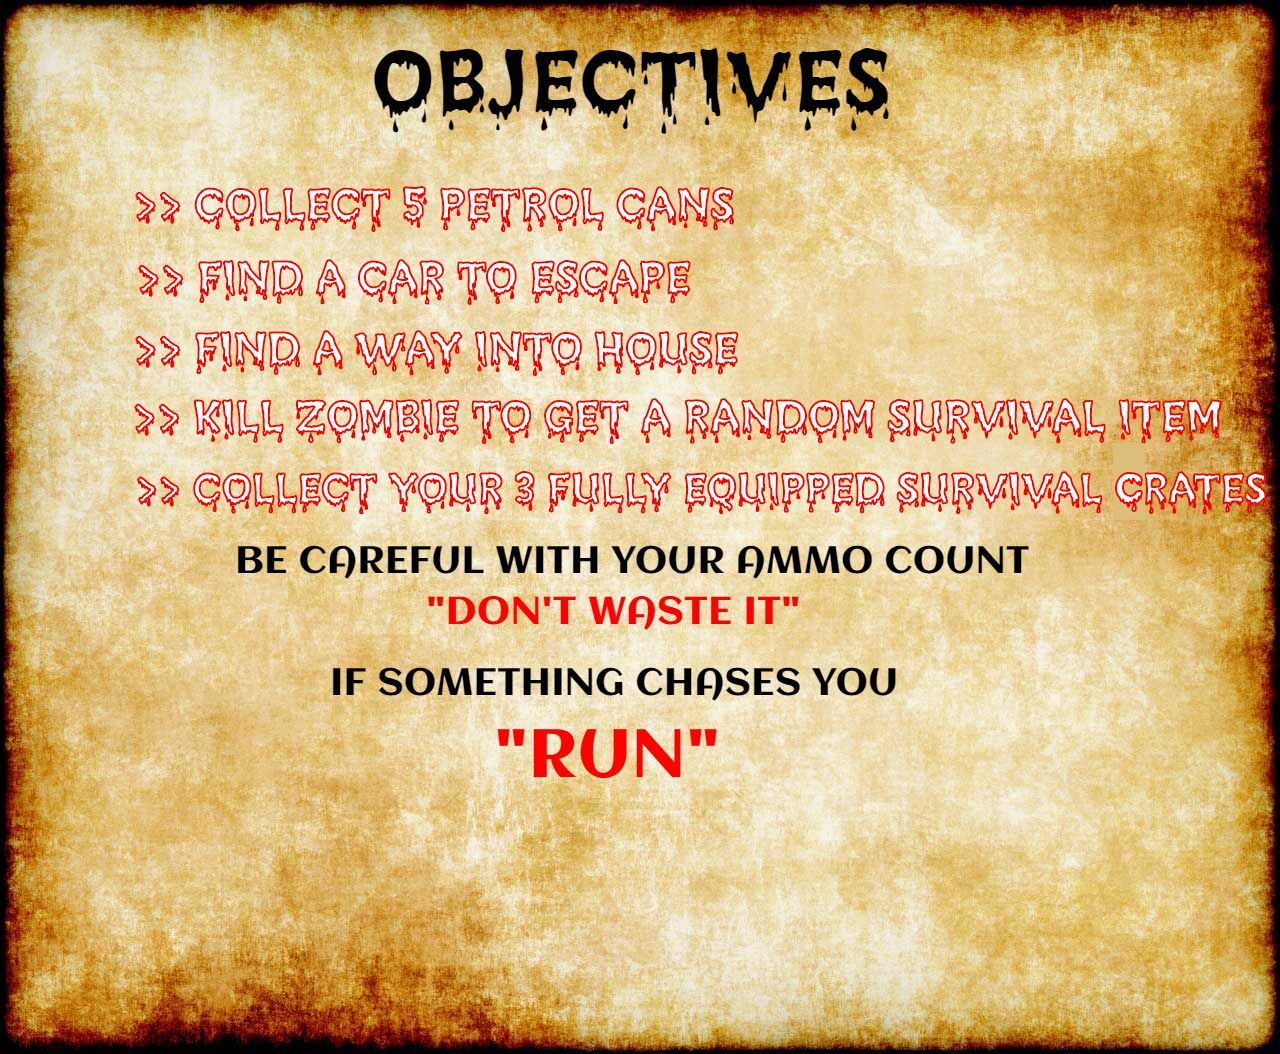 OBJECTIVES
>> COLLECT 5 PETROL CANS
>> FIND A CAR TO ESCAPE
>> FIND A WAY INTO HOUSE
>> KILL ZOMBIE TO GET A RANDOM SURVIVAL ITEM
>> COLLECT YOUR 3 FULLY EQUIPPED SURVIVAL CRATES
BE CAREFUL WITH YOUR AMMO COUNT
"DON'T WASTE IT"
IF SOMETHING CHASES YOU
"RUN"